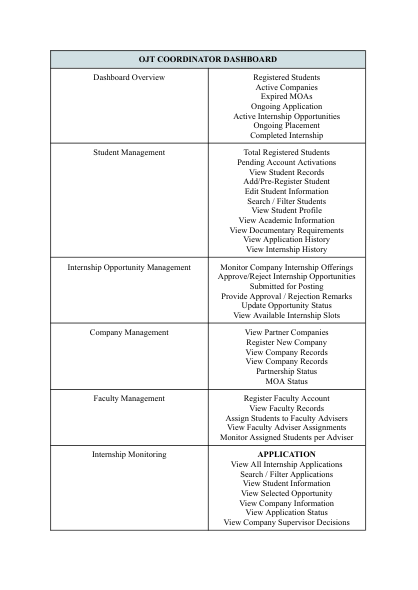 OJT COORDINATOR DASHBOARD
Dashboard Overview
Registered Students
Active Companies
Expired MOAs
Ongoing Application
Active Internship Opportunities
Ongoing Placement
Completed Internship
Student Management
Total Registered Students
Pending Account Activations
View Student Records
Add/Pre-Register Student
Edit Student Information
Search / Filter Students
View Student Profile
View Academic Information
View Documentary Requirements
View Application History
View Internship History
Internship Opportunity Management
Monitor Company Internship Offerings
Approve/Reject Internship Opportunities
Submitted for Posting
Provide Approval / Rejection Remarks
Update Opportunity Status
View Available Internship Slots
Company Management
View Partner Companies
Register New Company
View Company Records
View Company Records
Partnership Status
MOA Status
Faculty Management
Register Faculty Account
View Faculty Records
Assign Students to Faculty Advisers
View Faculty Adviser Assignments
Monitor Assigned Students per Adviser
Internship Monitoring
APPLICATION
View All Internship Applications
Search / Filter Applications
View Student Information
View Selected Opportunity
View Company Information
View Application Status
View Company Supervisor Decisions